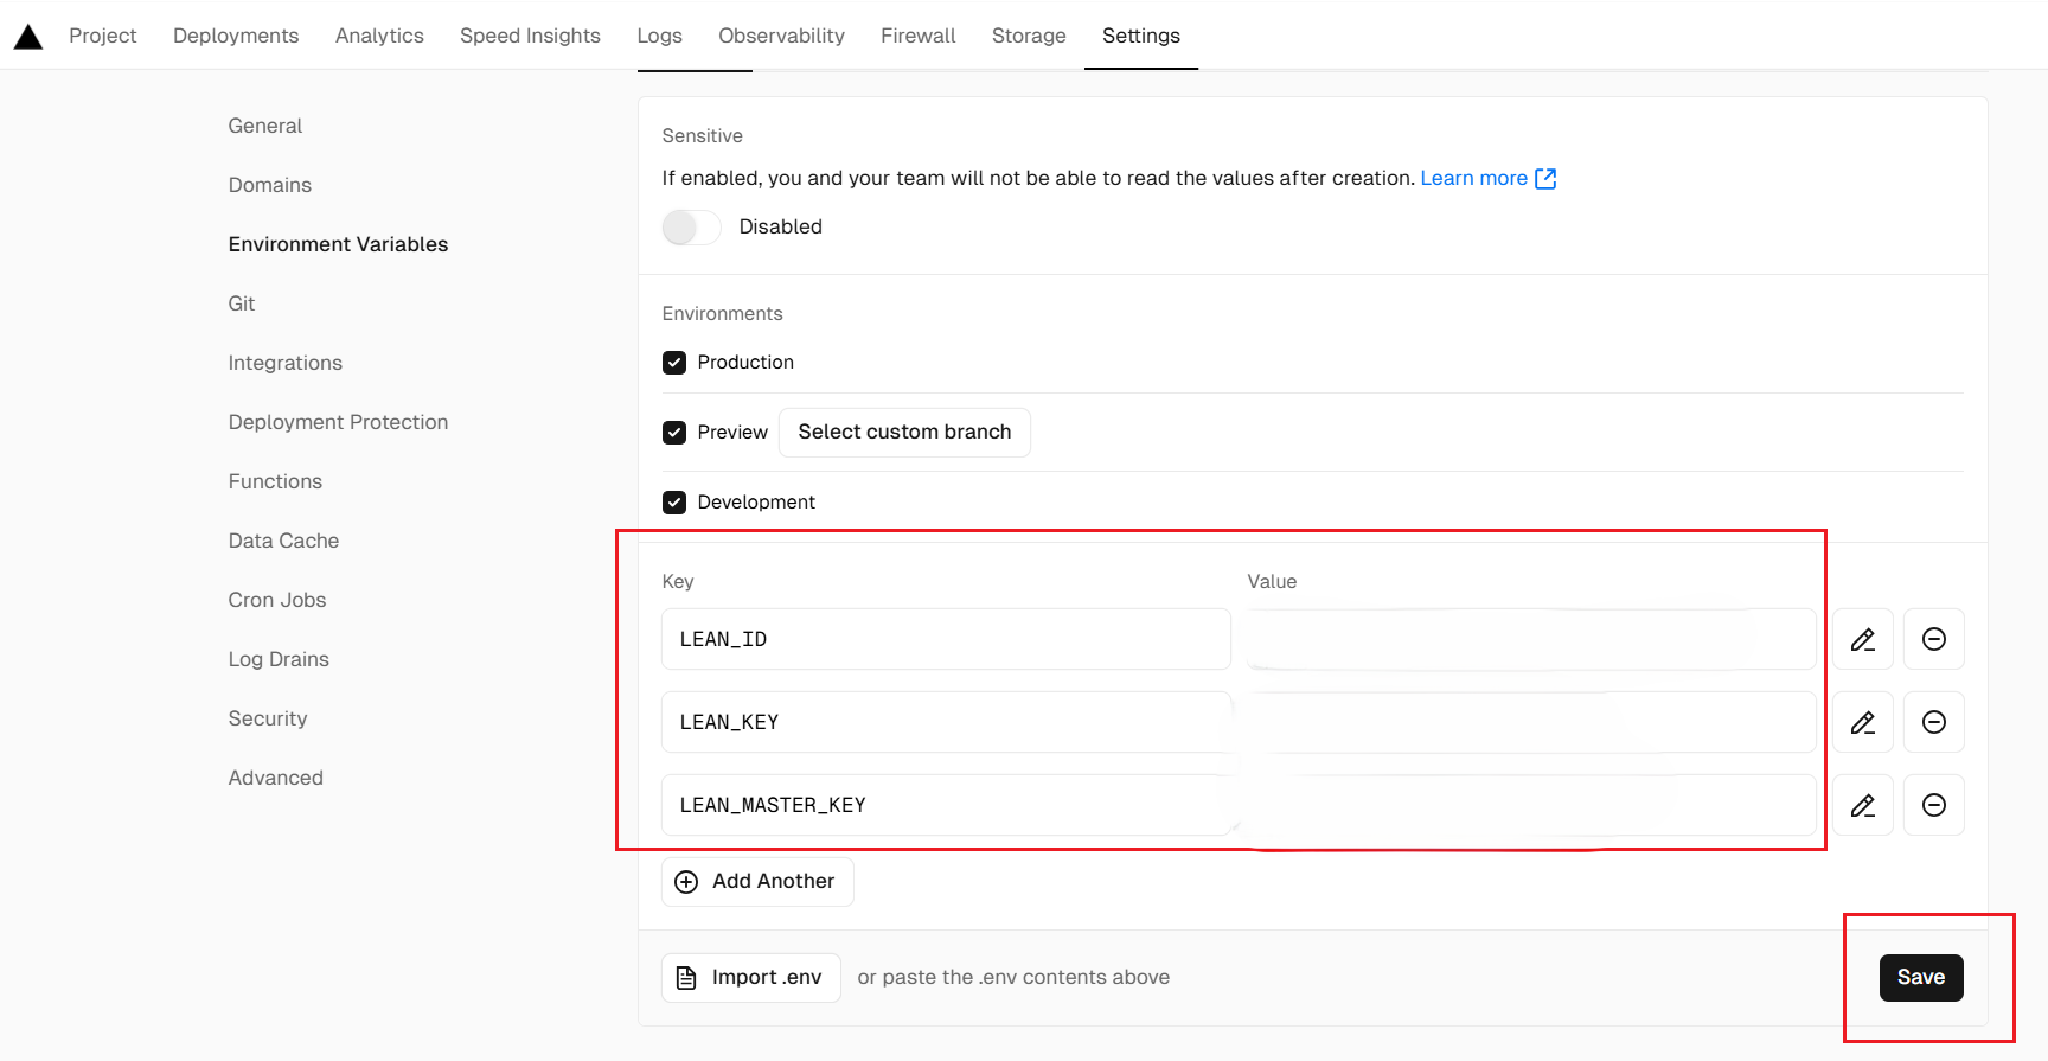 Project Deployments Analytics Speed Insights Logs Observability Firewall Storage Settings
General
Domains
Environment Variables
Git
Integrations
Deployment Protection
Functions
Data Cache
Cron Jobs
Log Drains
Security
Advanced
Sensitive
If enabled, you and your team will not be able to read the values after creation. Learn more
Disabled
Environments
Production
Preview Select custom branch
Development
Key Value
LEAN_ID
LEAN_KEY
LEAN_MASTER_KEY
Add Another
Import .env or paste the .env contents above
Save